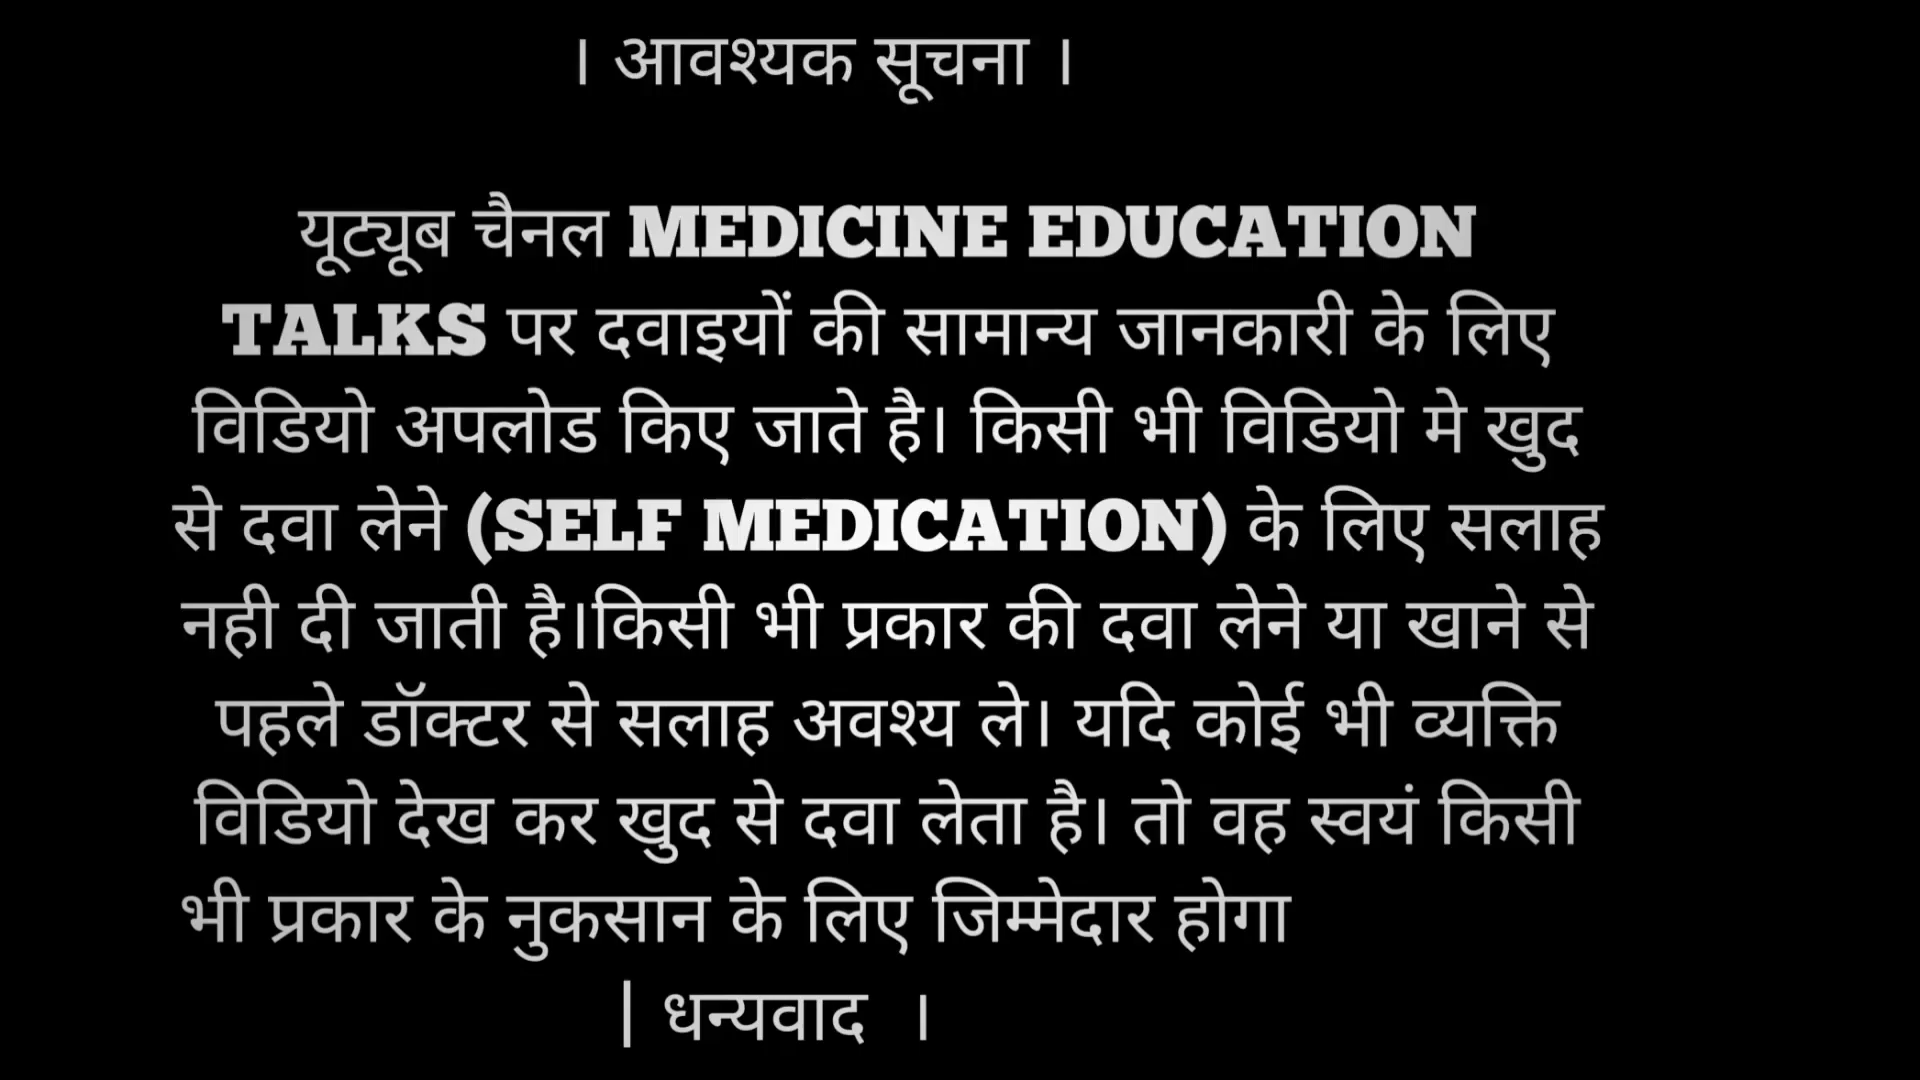 । आवश्यक सूचना ।
यूट्यूब चैनल MEDICINE EDUCATION
TALKS पर दवाइयों की सामान्य जानकारी के लिए
विडियो अपलोड किए जाते है। किसी भी विडियो मे खुद
से दवा लेने (SELF MEDICATION) के लिए सलाह
नही दी जाती है।किसी भी प्रकार की दवा लेने या खाने से
पहले डॉक्टर से सलाह अवश्य ले। यदि कोई भी व्यक्ति
विडियो देख कर खुद से दवा लेता है। तो वह स्वयं किसी
भी प्रकार के नुकसान के लिए जिम्मेदार होगा
| धन्यवाद ।